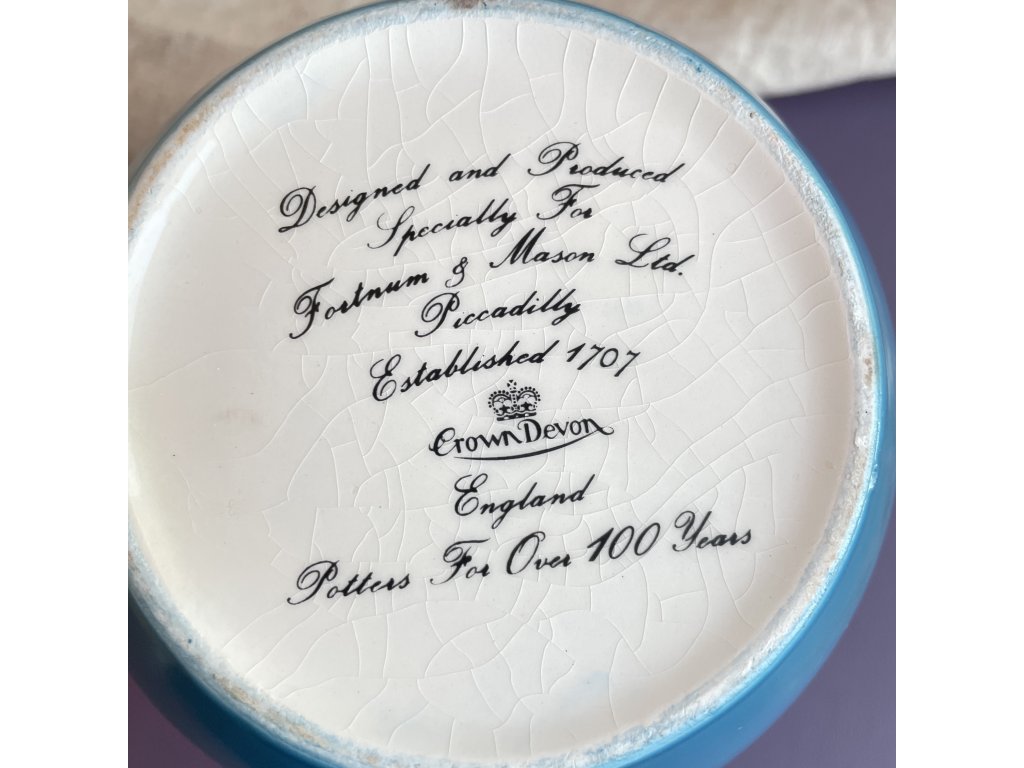 Designed and Produced
Specially For
Fortnum & Mason Ltd.
Piccadilly
Established 1707
Crown Devon
England
Potters For Over 100 Years